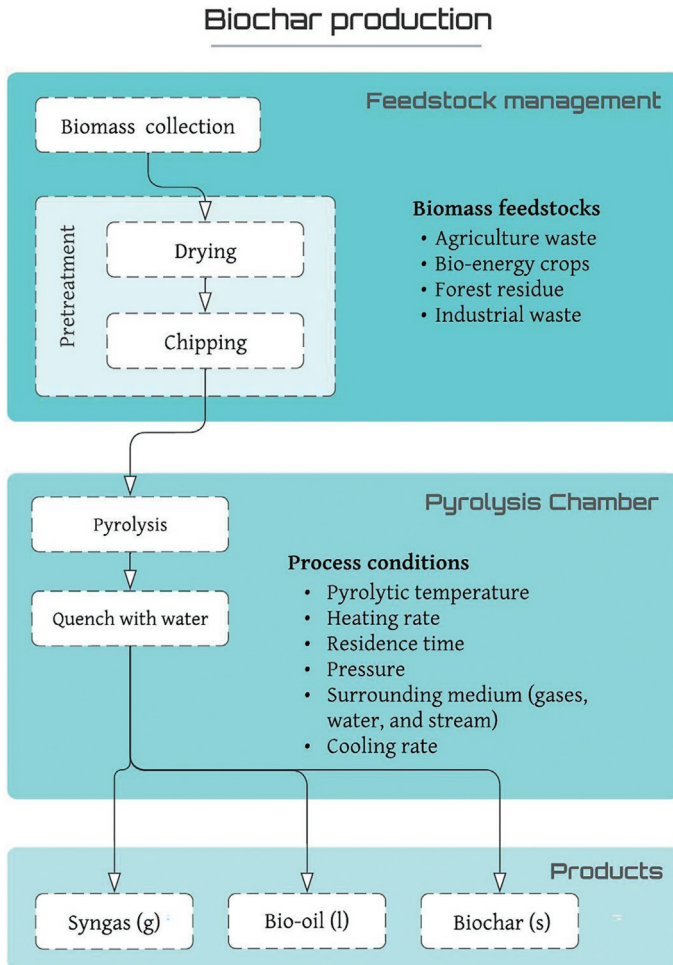 Biochar production
Feedstock management
Biomass collection
Pretreatment
Drying
Chipping
Biomass feedstocks
• Agriculture waste
• Bio-energy crops
• Forest residue
• Industrial waste
Pyrolysis Chamber
Pyrolysis
Quench with water
Process conditions
• Pyrolytic temperature
• Heating rate
• Residence time
• Pressure
• Surrounding medium (gases,
water, and stream)
• Cooling rate
Products
Syngas (g)
Bio-oil (l)
Biochar (s)